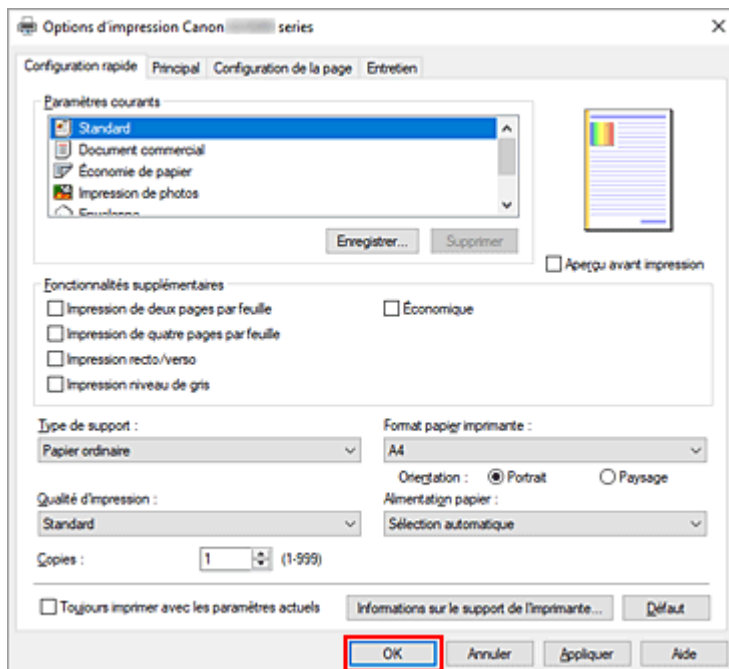 Options d'impression Canon series
Configuration rapide Principal Configuration de la page Entretien
Paramètres courants
Standard
Document commercial
Économie de papier
Impression de photos
Enregistrer... Supprimer
Aperçu avant impression
Fonctionnalités supplémentaires
Impression de deux pages par feuille Économique
Impression de quatre pages par feuille
Impression recto/verso
Impression niveau de gris
Type de support : Format papier imprimante :
Papier ordinaire A4
Orientation : Portrait Paysage
Qualité d'impression : Alimentation papier :
Standard Sélection automatique
Copies : 1 (1-999)
Toujours imprimer avec les paramètres actuels Informations sur le support de l'imprimante... Défaut
OK Annuler Appliquer Aide